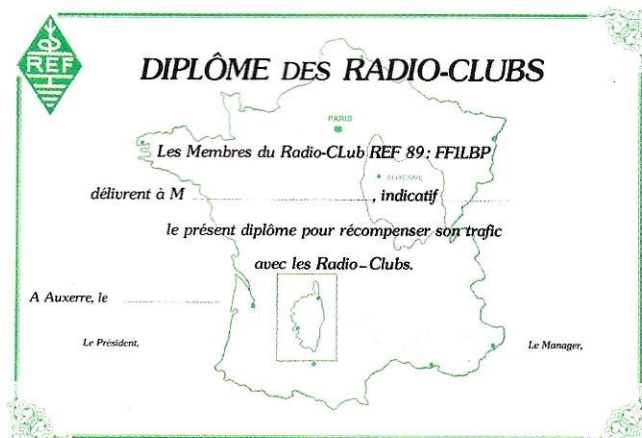 REF
DIPLÔME DES RADIO-CLUBS
PARIS
Les Membres du Radio-CLub REF 89 : FF1LBP
AUXERRE
délivrent à M ..............................., indicatif ...............................
le présent diplôme pour récompenser son trafic
avec les Radio-Clubs.
A Auxerre, le ...............................
Le Président,
Le Manager,